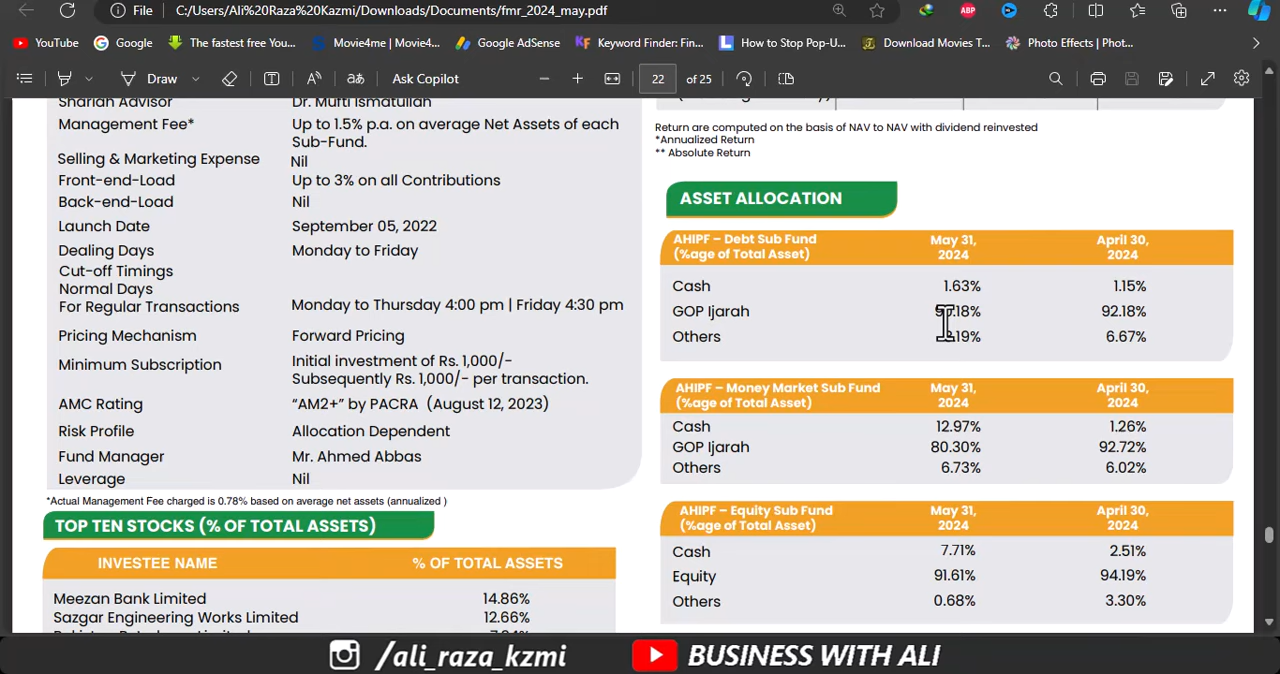 File
C:/Users/Ali%20Raza%20Kazmi/Downloads/Documents/fmr_2024_may.pdf
ABP
YouTube
Google
The fastest free You...
Movie4me | Movie4...
Google AdSense
Keyword Finder: Fin...
How to Stop Pop-U...
Download Movies T...
Photo Effects | Phot...
Draw
Ask Copilot
22 of 25
Shariah Advisor Dr. Mufti Ismatullah
Management Fee* Up to 1.5% p.a. on average Net Assets of each
Sub-Fund.
Selling & Marketing Expense Nil
Front-end-Load Up to 3% on all Contributions
Back-end-Load Nil
Launch Date September 05, 2022
Dealing Days Monday to Friday
Cut-off Timings
Normal Days
For Regular Transactions Monday to Thursday 4:00 pm | Friday 4:30 pm
Pricing Mechanism Forward Pricing
Minimum Subscription Initial investment of Rs. 1,000/-
Subsequently Rs. 1,000/- per transaction.
AMC Rating “AM2+” by PACRA (August 12, 2023)
Risk Profile Allocation Dependent
Fund Manager Mr. Ahmed Abbas
Leverage Nil
*Actual Management Fee charged is 0.78% based on average net assets (annualized )
TOP TEN STOCKS (% OF TOTAL ASSETS)
INVESTEE NAME % OF TOTAL ASSETS
Meezan Bank Limited 14.86%
Sazgar Engineering Works Limited 12.66%
Return are computed on the basis of NAV to NAV with dividend reinvested
*Annualized Return
** Absolute Return
ASSET ALLOCATION
AHIPF – Debt Sub Fund May 31, April 30,
(%age of Total Asset) 2024 2024
Cash 1.63% 1.15%
GOP Ijarah 92.18%
Others 6.67%
AHIPF – Money Market Sub Fund May 31, April 30,
(%age of Total Asset) 2024 2024
Cash 12.97% 1.26%
GOP Ijarah 80.30% 92.72%
Others 6.73% 6.02%
AHIPF – Equity Sub Fund May 31, April 30,
(%age of Total Asset) 2024 2024
Cash 7.71% 2.51%
Equity 91.61% 94.19%
Others 0.68% 3.30%
/ali_raza_kzmi
BUSINESS WITH ALI